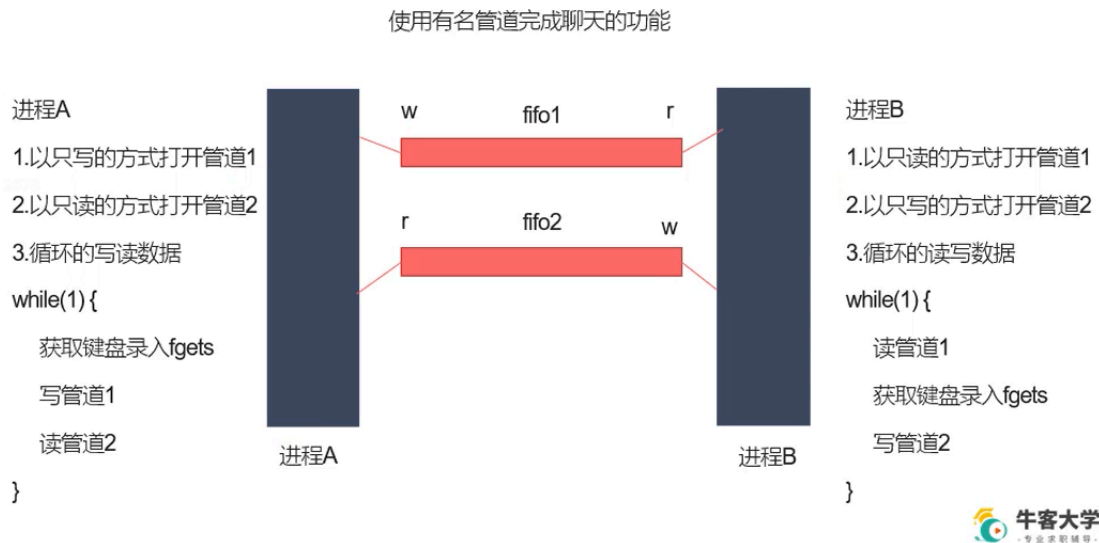 使用有名管道完成聊天的功能
进程A
1.以只写的方式打开管道1
2.以只读的方式打开管道2
3.循环的写读数据
while(1) {
获取键盘录入fgets
写管道1
读管道2
}
w
fifo1
r
r
fifo2
w
进程A
进程B
进程B
1.以只读的方式打开管道1
2.以只写的方式打开管道2
3.循环的读写数据
while(1) {
读管道1
获取键盘录入fgets
写管道2
}
牛客大学
-专业求职辅导-